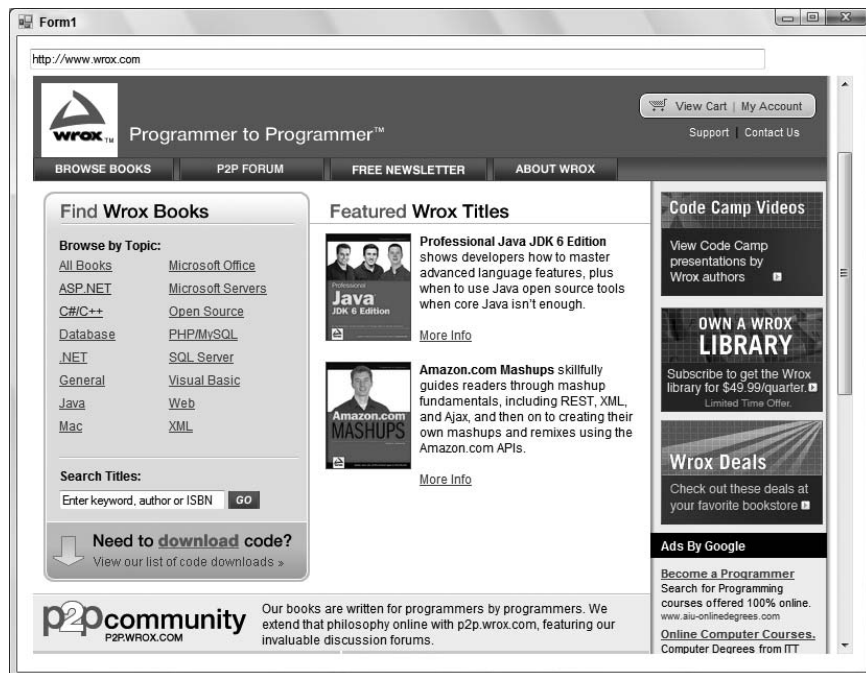 Form1
http://www.wrox.com
wrox™
Programmer to Programmer™
View Cart | My Account
Support | Contact Us
BROWSE BOOKS
P2P FORUM
FREE NEWSLETTER
ABOUT WROX
Find Wrox Books
Browse by Topic:
All Books
Microsoft Office
ASP.NET
Microsoft Servers
C#/C++
Open Source
Database
PHP/MySQL
.NET
SQL Server
General
Visual Basic
Java
Web
Mac
XML
Search Titles:
Enter keyword, author or ISBN
GO
Need to download code?
View our list of code downloads »
Featured Wrox Titles
Professional
Java
JDK 6 Edition
Professional Java JDK 6 Edition
shows developers how to master
advanced language features, plus
when to use Java open source tools
when core Java isn't enough.
More Info
Amazon.com
MASHUPS
Amazon.com Mashups skillfully
guides readers through mashup
fundamentals, including REST, XML,
and Ajax, and then on to creating their
own mashups and remixes using the
Amazon.com APIs.
More Info
Code Camp Videos
View Code Camp
presentations by
Wrox authors
OWN A WROX
LIBRARY
Subscribe to get the Wrox
library for $49.99/quarter.
Limited Time Offer.
Wrox Deals
Check out these deals at
your favorite bookstore
Ads By Google
Become a Programmer
Search for Programming
courses offered 100% online.
www.aiu-onlinedegrees.com
Online Computer Courses.
Computer Degrees from ITT
p2pcommunity
P2P.WROX.COM
Our books are written for programmers by programmers. We
extend that philosophy online with p2p.wrox.com, featuring our
invaluable discussion forums.